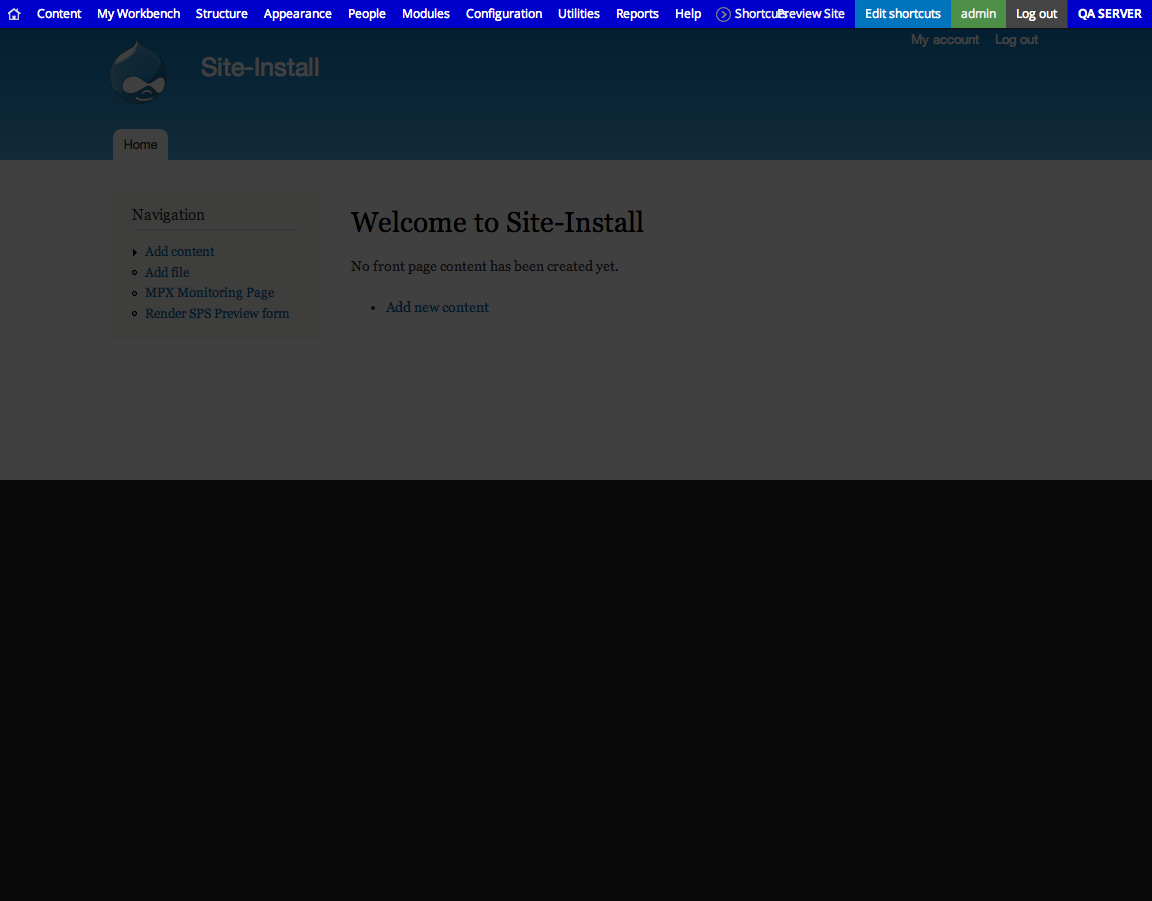 Content My Workbench Structure Appearance People Modules Configuration Utilities Reports Help Shortcuts Preview Site Edit shortcuts admin Log out QA SERVER
My account Log out
Site-Install
Home
Navigation
Add content
Add file
MPX Monitoring Page
Render SPS Preview form
Welcome to Site-Install
No front page content has been created yet.
Add new content